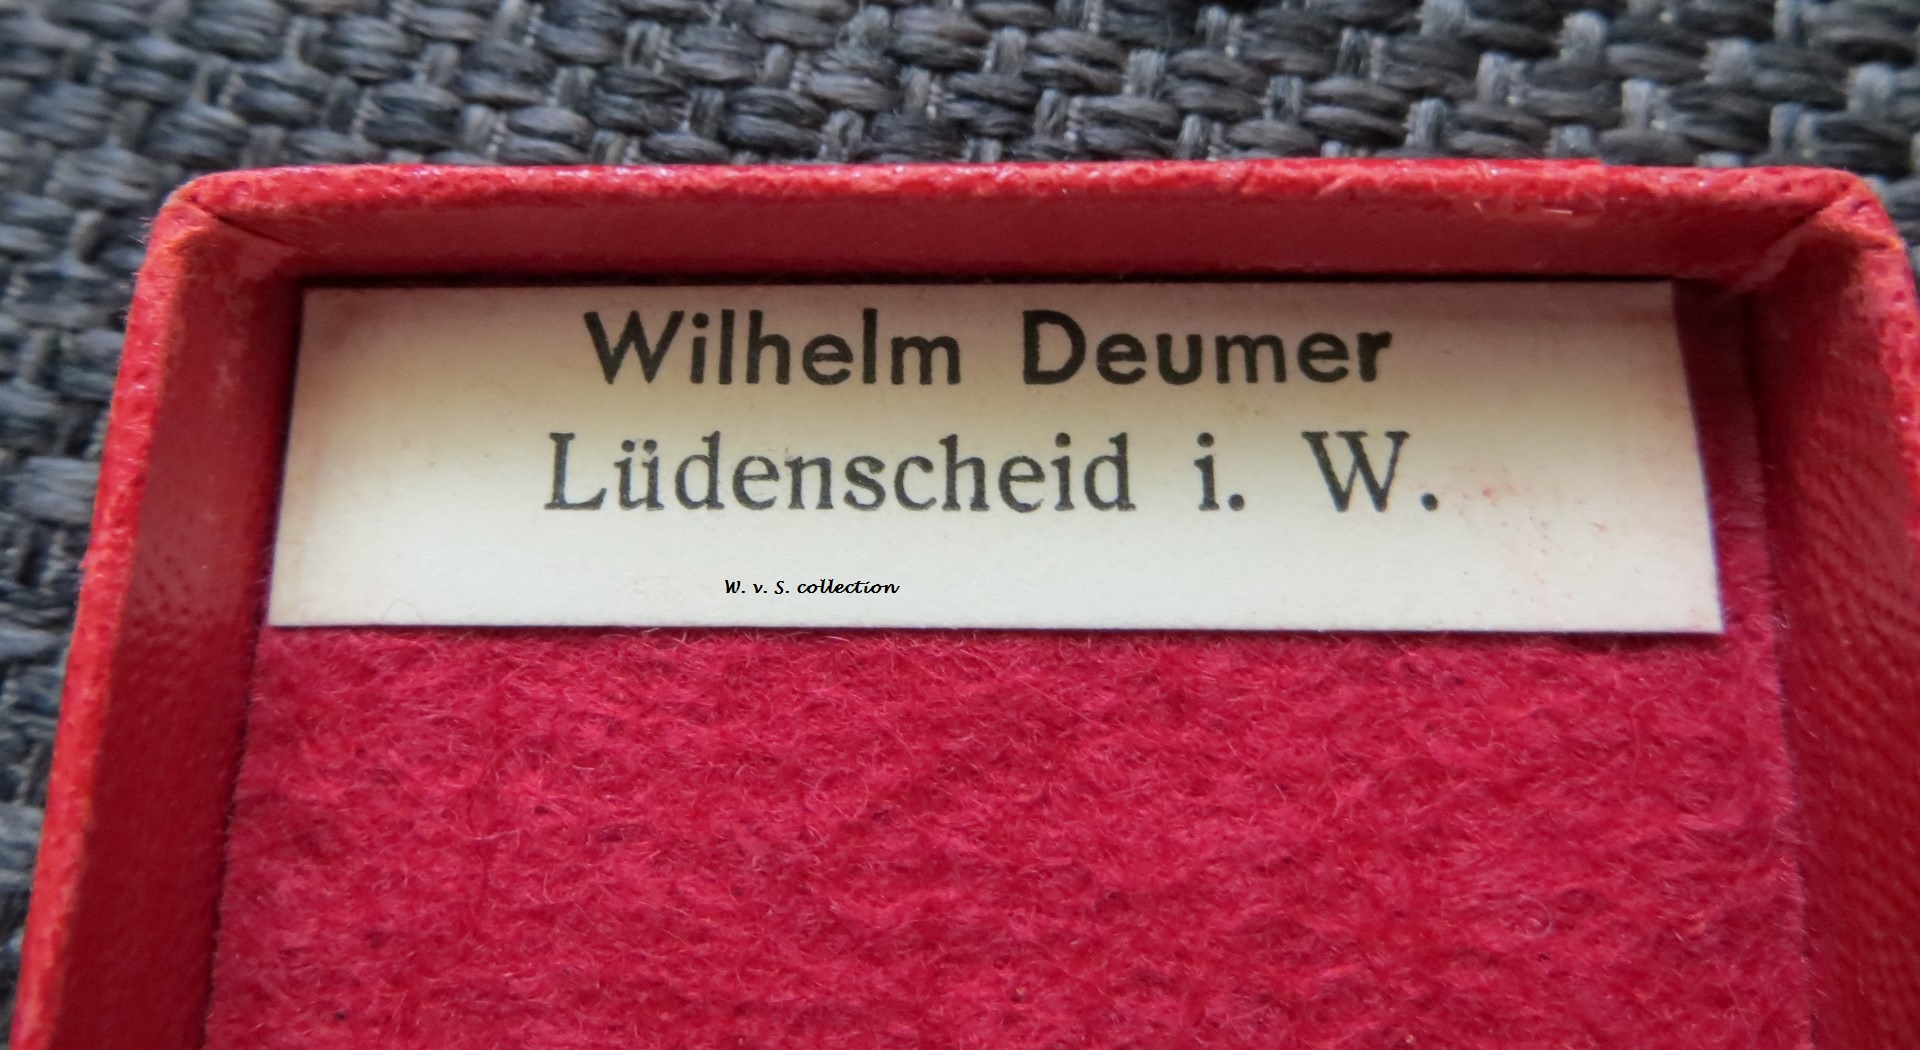 Wilhelm Deumer
Lüdenscheid i. W.
W. v. S. collection